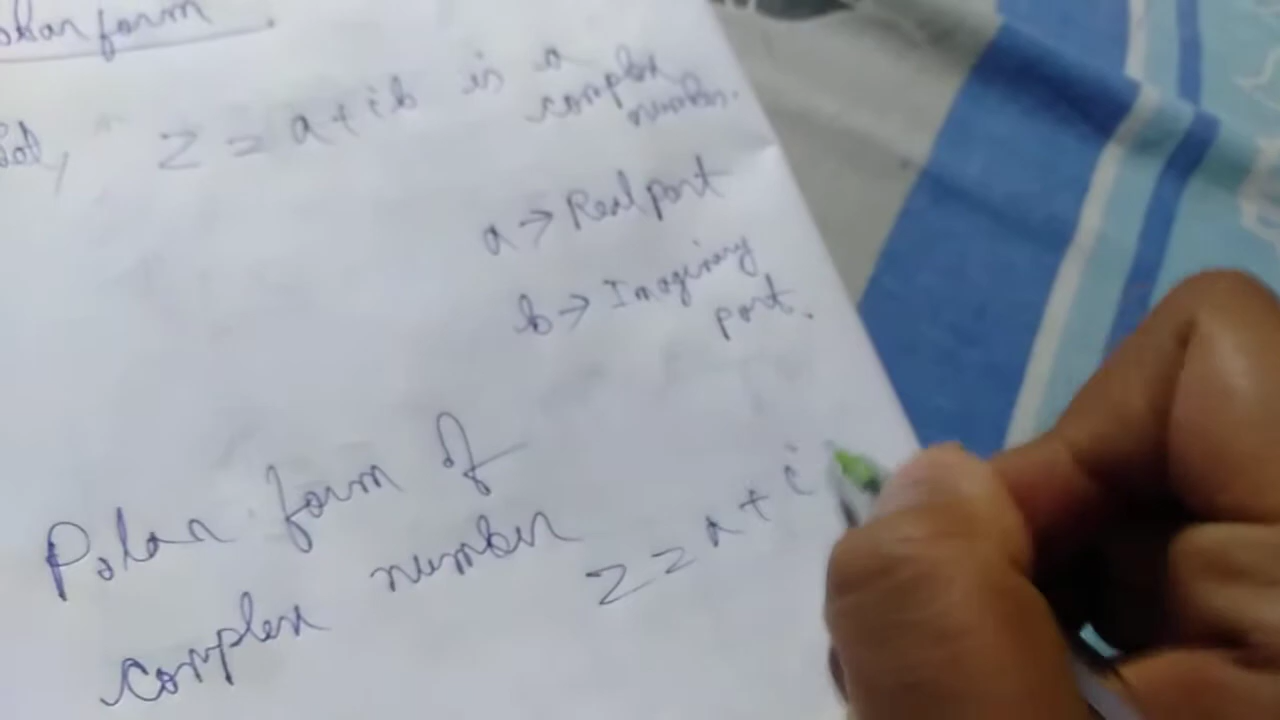 Polar form.
Sol, z = a + ib is a
complex
number.
a → Real part
b → Imaginary
part.
Polar form of
complex number z = a + i